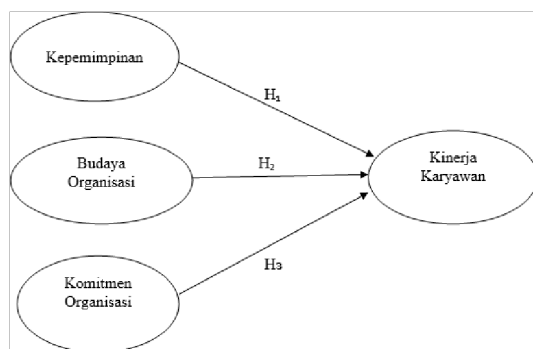 Kepemimpinan
H₁
Budaya
Organisasi
H₂
Kinerja
Karyawan
H3
Komitmen
Organisasi